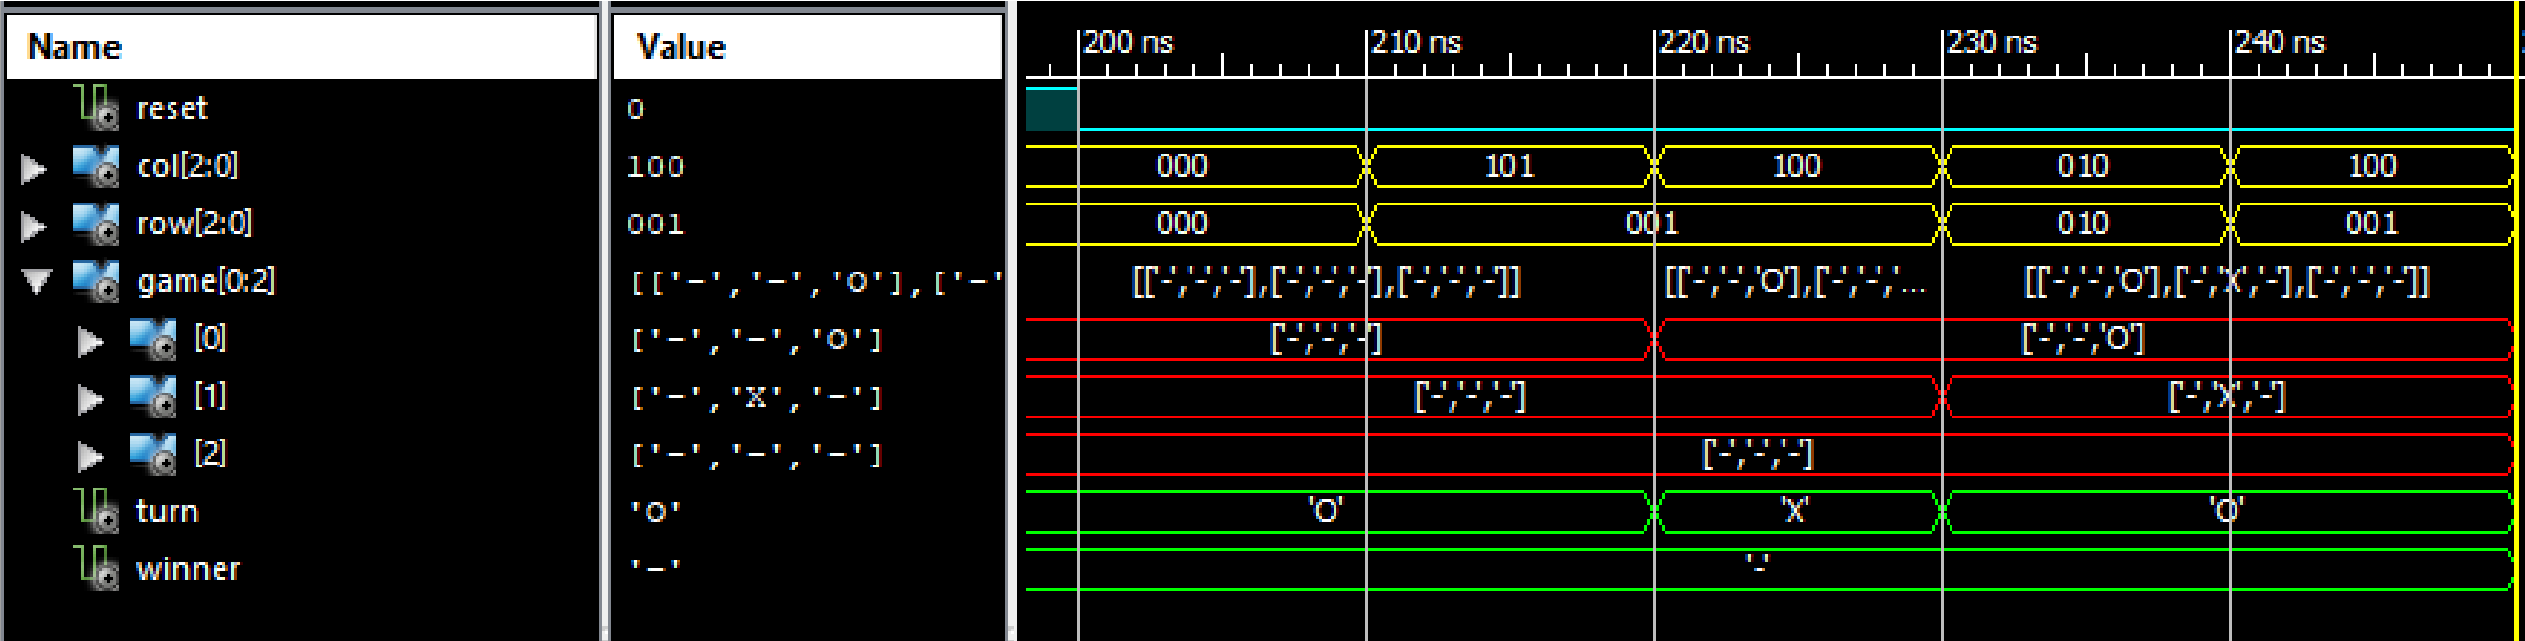 Name Value 200 ns 210 ns 220 ns 230 ns 240 ns
reset 0
col[2:0] 100 000 101 100 010 100
row[2:0] 001 000 001 010 001
game[0:2] [['-','-','O'],['-' [['-','-','-'],['-','-','-'],['-','-','-']] [['-','-','O'],['-','-','... [['-','-','O'],['-','X','-'],['-','-','-']]
[0] ['-','-','O'] ['-','-','-'] ['-','-','O']
[1] ['-','X','-'] ['-','-','-'] ['-','X','-']
[2] ['-','-','-'] ['-','-','-']
turn 'O' 'O' 'X' 'O'
winner '-' '-'